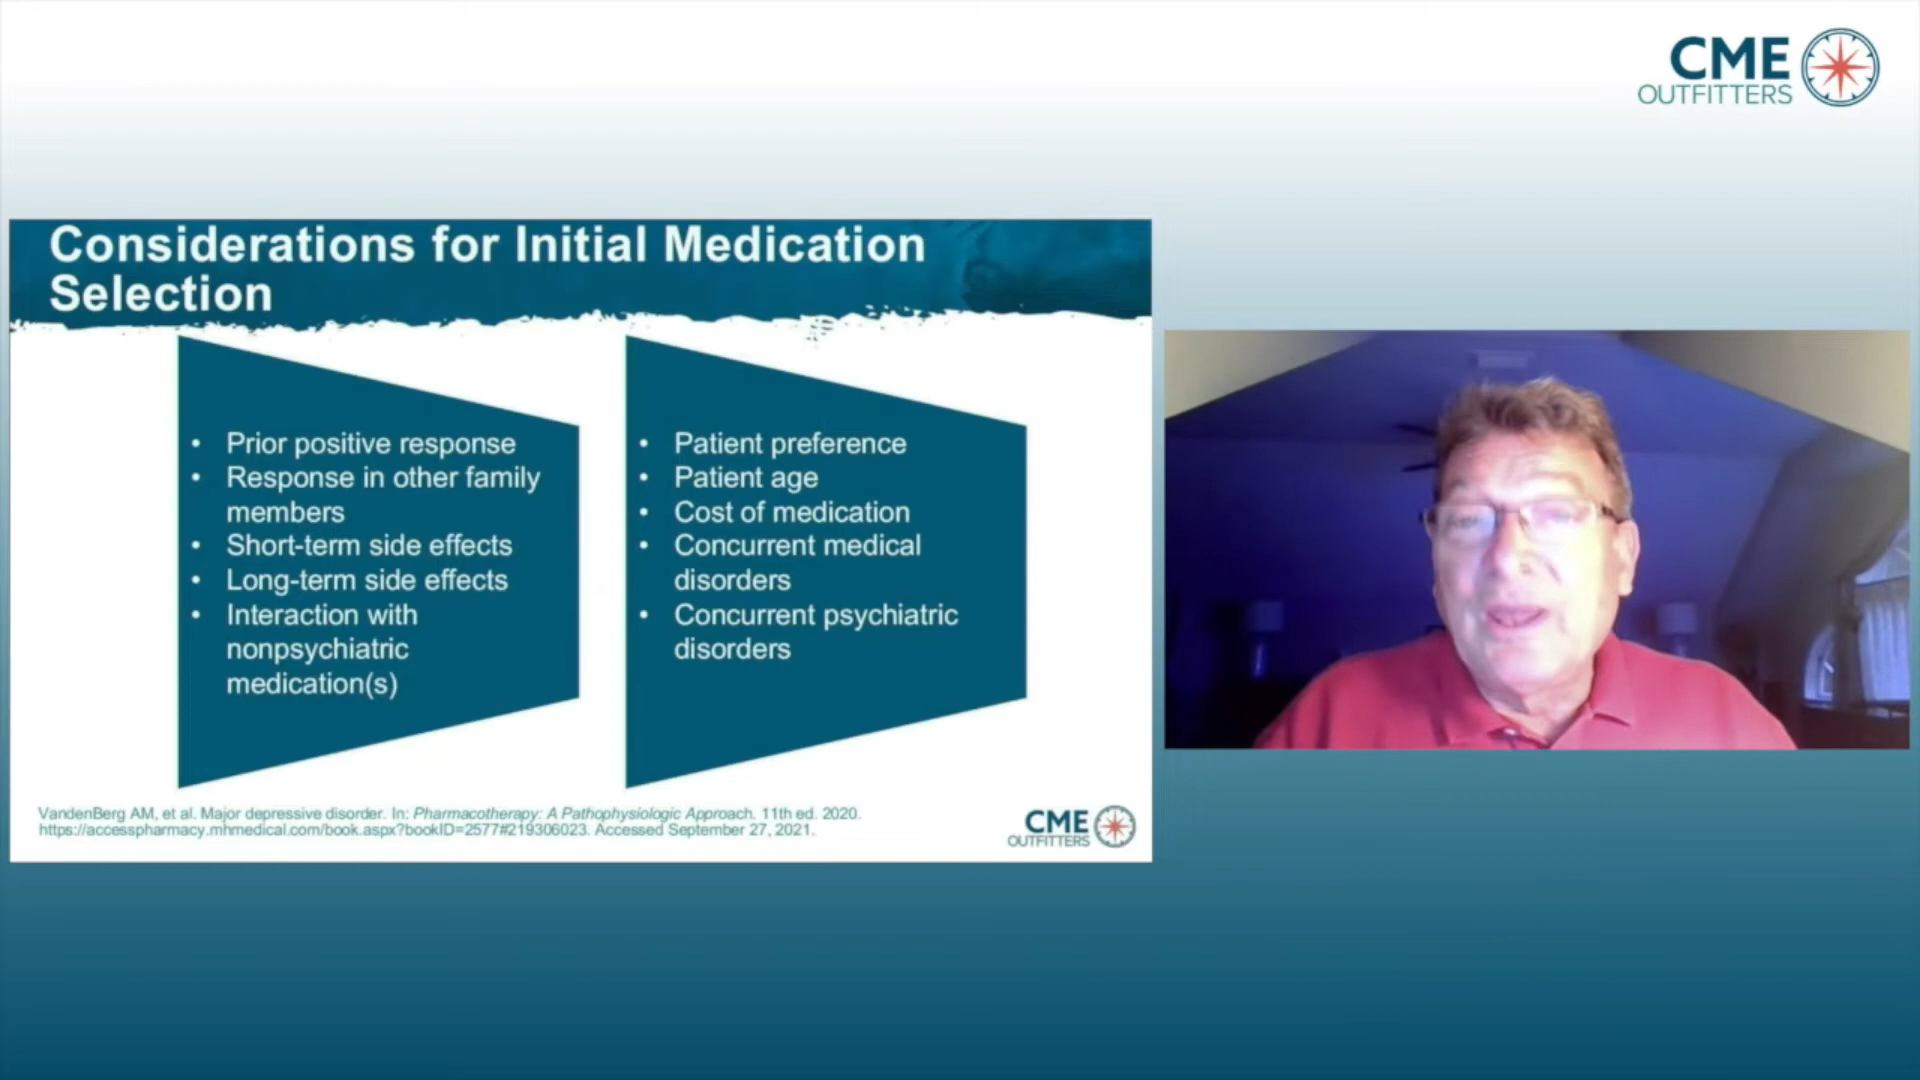 CME
OUTFITTERS
Considerations for Initial Medication
Selection
• Prior positive response
• Response in other family
members
• Short-term side effects
• Long-term side effects
• Interaction with
nonpsychiatric
medication(s)
• Patient preference
• Patient age
• Cost of medication
• Concurrent medical
disorders
• Concurrent psychiatric
disorders
VandenBerg AM, et al. Major depressive disorder. In: Pharmacotherapy: A Pathophysiologic Approach. 11th ed. 2020.
https://accesspharmacy.mhmedical.com/book.aspx?bookID=2577#219306023. Accessed September 27, 2021.
CME
OUTFITTERS